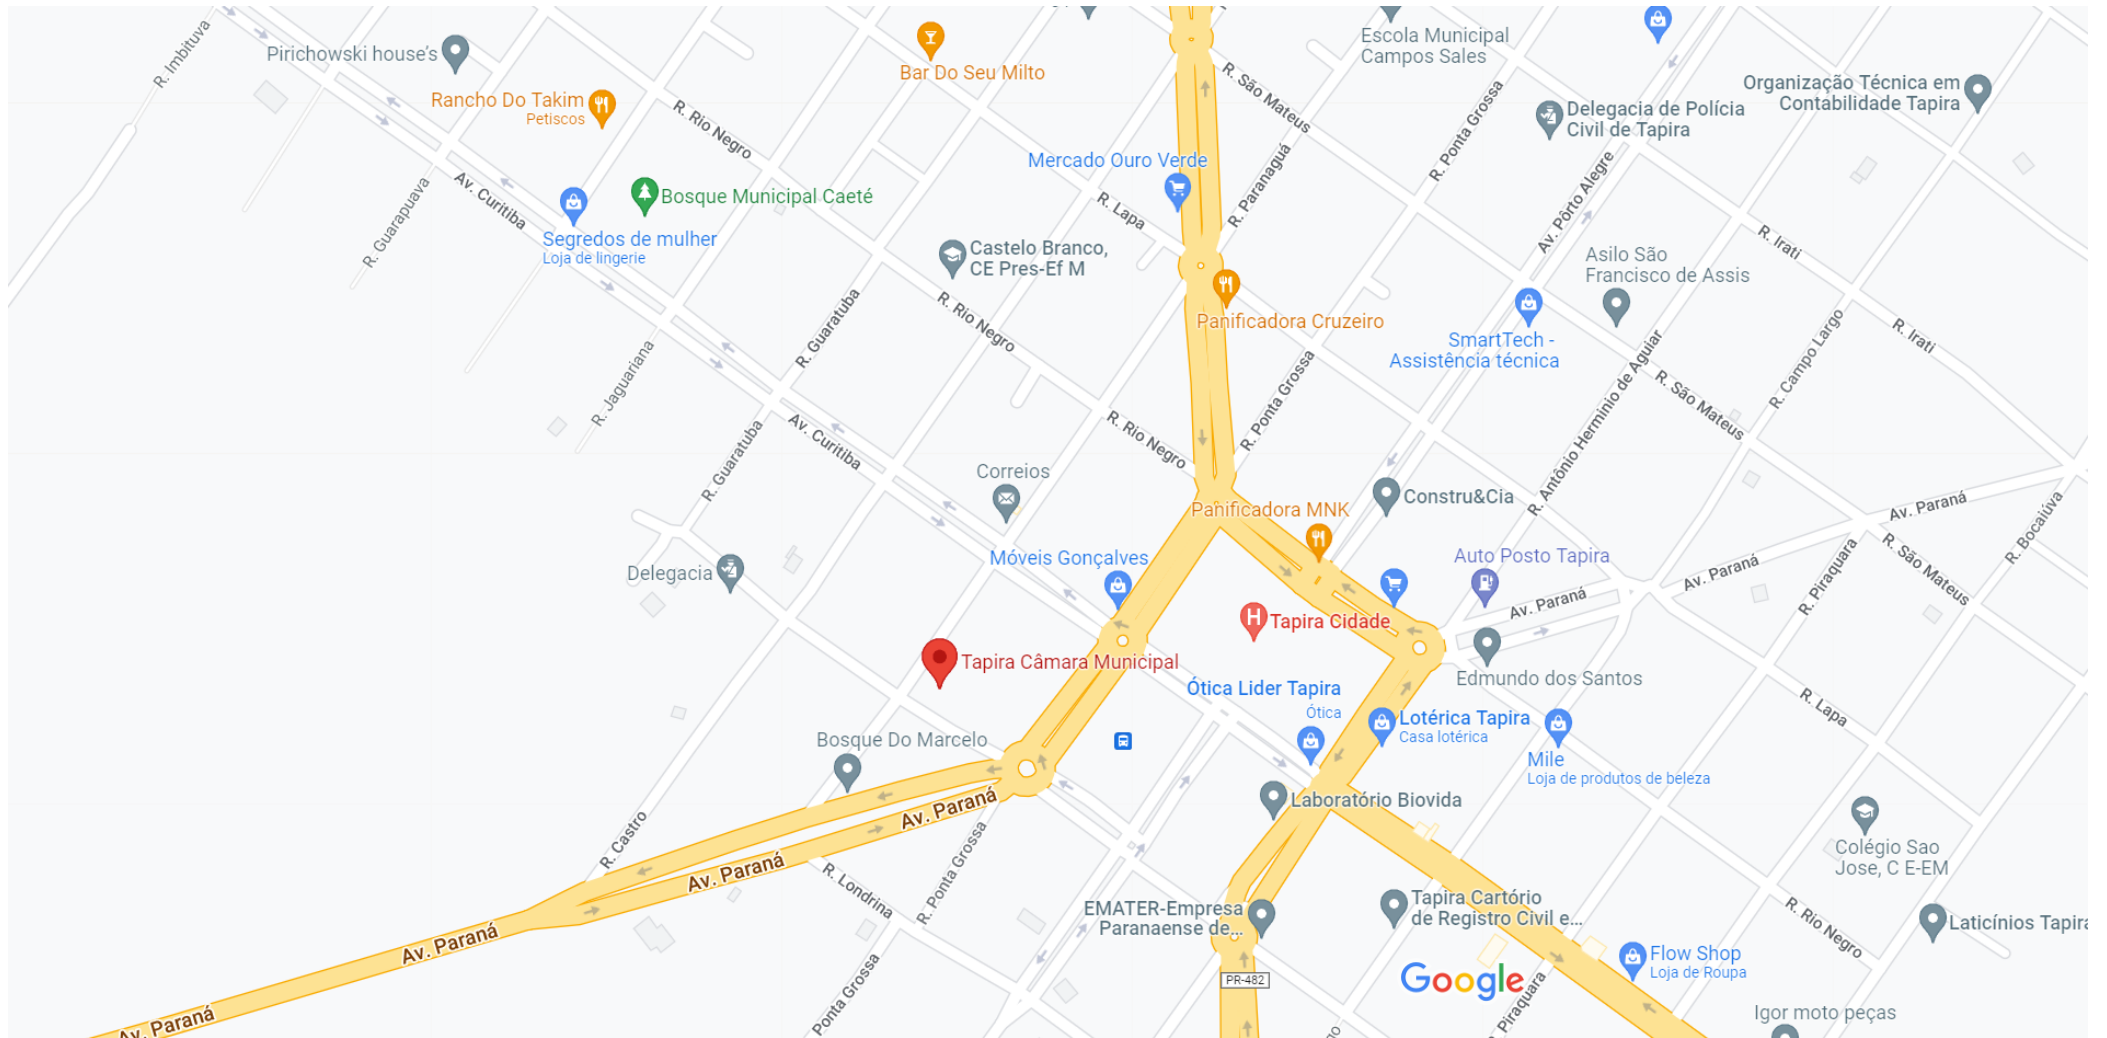 R. Imbituva
Pirichowski house's
Rancho Do Takim
Petiscos
Bar Do Seu Milto
Escola Municipal
Campos Sales
R. São Mateus
Organização Técnica em
Contabilidade Tapira
Delegacia de Polícia
Civil de Tapira
R. Rio Negro
R. Ponta Grossa
Mercado Ouro Verde
R. Paranaguá
Av. Pôrto Alegre
Av. Curitiba
R. Guarapuava
Bosque Municipal Caeté
R. Lapa
Segredos de mulher
Loja de lingerie
Castelo Branco,
CE Pres-Ef M
R. Irati
Asilo São
Francisco de Assis
R. Rio Negro
R. Guaratuba
Panificadora Cruzeiro
SmartTech -
Assistência técnica
R. Campo Largo
R. Irati
R. Jaguariana
R. Ponta Grossa
R. Antônio Hermínio de Aguiar
R. São Mateus
Av. Curitiba
R. Guaratuba
R. Rio Negro
Correios
Constru&Cia
Panificadora MNK
Av. Paraná
R. Bocaiúva
Móveis Gonçalves
Auto Posto Tapira
Av. Paraná
R. São Mateus
R. Piraquara
Delegacia
Av. Paraná
H
Tapira Cidade
Tapira Câmara Municipal
Edmundo dos Santos
Ótica Lider Tapira
Ótica
Lotérica Tapira
Casa lotérica
R. Lapa
Bosque Do Marcelo
Mile
Loja de produtos de beleza
Av. Paraná
Laboratório Biovida
R. Castro
Av. Paraná
R. Londrina
R. Ponta Grossa
Colégio Sao
Jose, C E-EM
EMATER-Empresa
Paranaense de...
Tapira Cartório
de Registro Civil e...
R. Rio Negro
Laticínios Tapira
Av. Paraná
Ponta Grossa
PR-482
Google
Flow Shop
Loja de Roupa
Piraquara
Igor moto peças
Av. Paraná